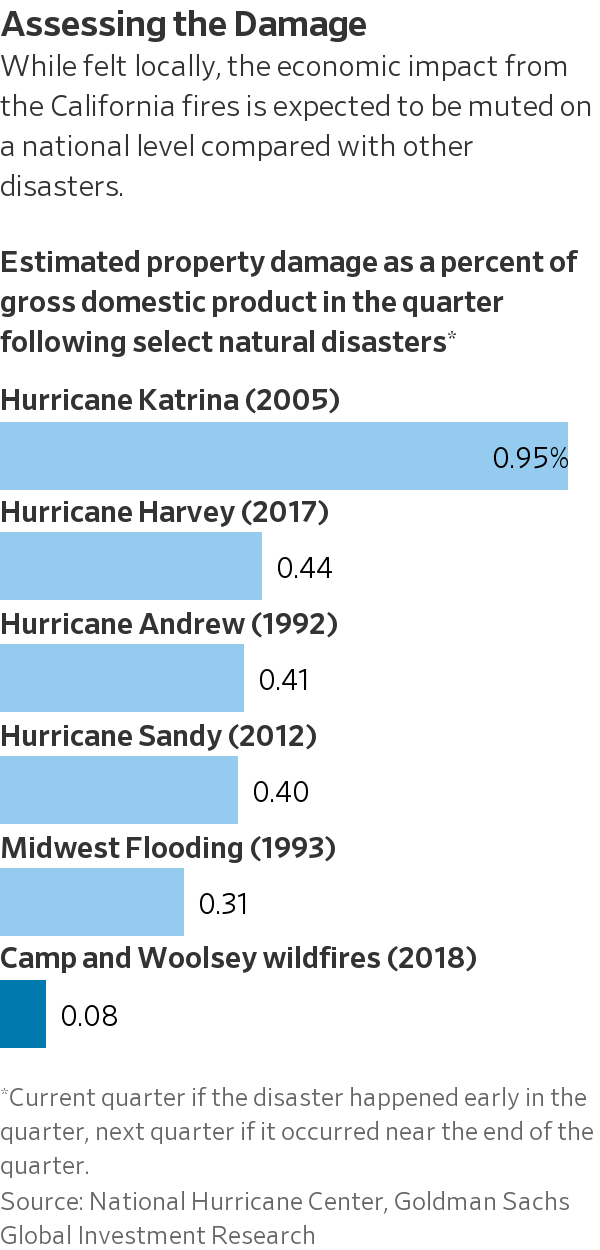 Assessing the Damage
While felt locally, the economic impact from
the California fires is expected to be muted on
a national level compared with other
disasters.
Estimated property damage as a percent of
gross domestic product in the quarter
following select natural disasters*
Hurricane Katrina (2005)
0.95%
Hurricane Harvey (2017)
0.44
Hurricane Andrew (1992)
0.41
Hurricane Sandy (2012)
0.40
Midwest Flooding (1993)
0.31
Camp and Woolsey wildfires (2018)
0.08
*Current quarter if the disaster happened early in the
quarter, next quarter if it occurred near the end of the
quarter.
Source: National Hurricane Center, Goldman Sachs
Global Investment Research